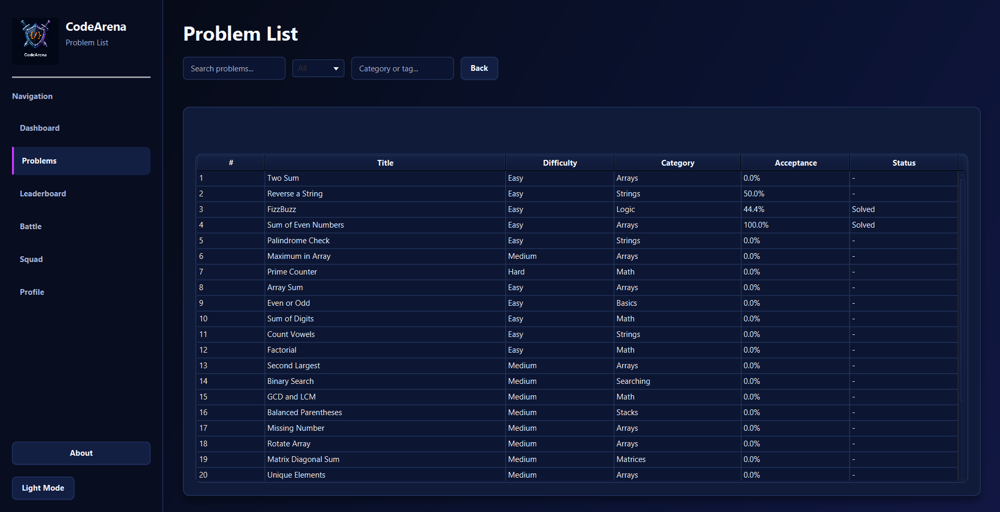 CodeArena
Problem List
{/}
CodeArena
Navigation
Dashboard
Problems
Leaderboard
Battle
Squad
Profile
About
Light Mode
Problem List
Search problems... All Category or tag... Back
# Title Difficulty Category Acceptance Status
1 Two Sum Easy Arrays 0.0% -
2 Reverse a String Easy Strings 50.0% -
3 FizzBuzz Easy Logic 44.4% Solved
4 Sum of Even Numbers Easy Arrays 100.0% Solved
5 Palindrome Check Easy Strings 0.0% -
6 Maximum in Array Medium Arrays 0.0% -
7 Prime Counter Hard Math 0.0% -
8 Array Sum Easy Arrays 0.0% -
9 Even or Odd Easy Basics 0.0% -
10 Sum of Digits Easy Math 0.0% -
11 Count Vowels Easy Strings 0.0% -
12 Factorial Easy Math 0.0% -
13 Second Largest Medium Arrays 0.0% -
14 Binary Search Medium Searching 0.0% -
15 GCD and LCM Medium Math 0.0% -
16 Balanced Parentheses Medium Stacks 0.0% -
17 Missing Number Medium Arrays 0.0% -
18 Rotate Array Medium Arrays 0.0% -
19 Matrix Diagonal Sum Medium Matrices 0.0% -
20 Unique Elements Medium Arrays 0.0% -